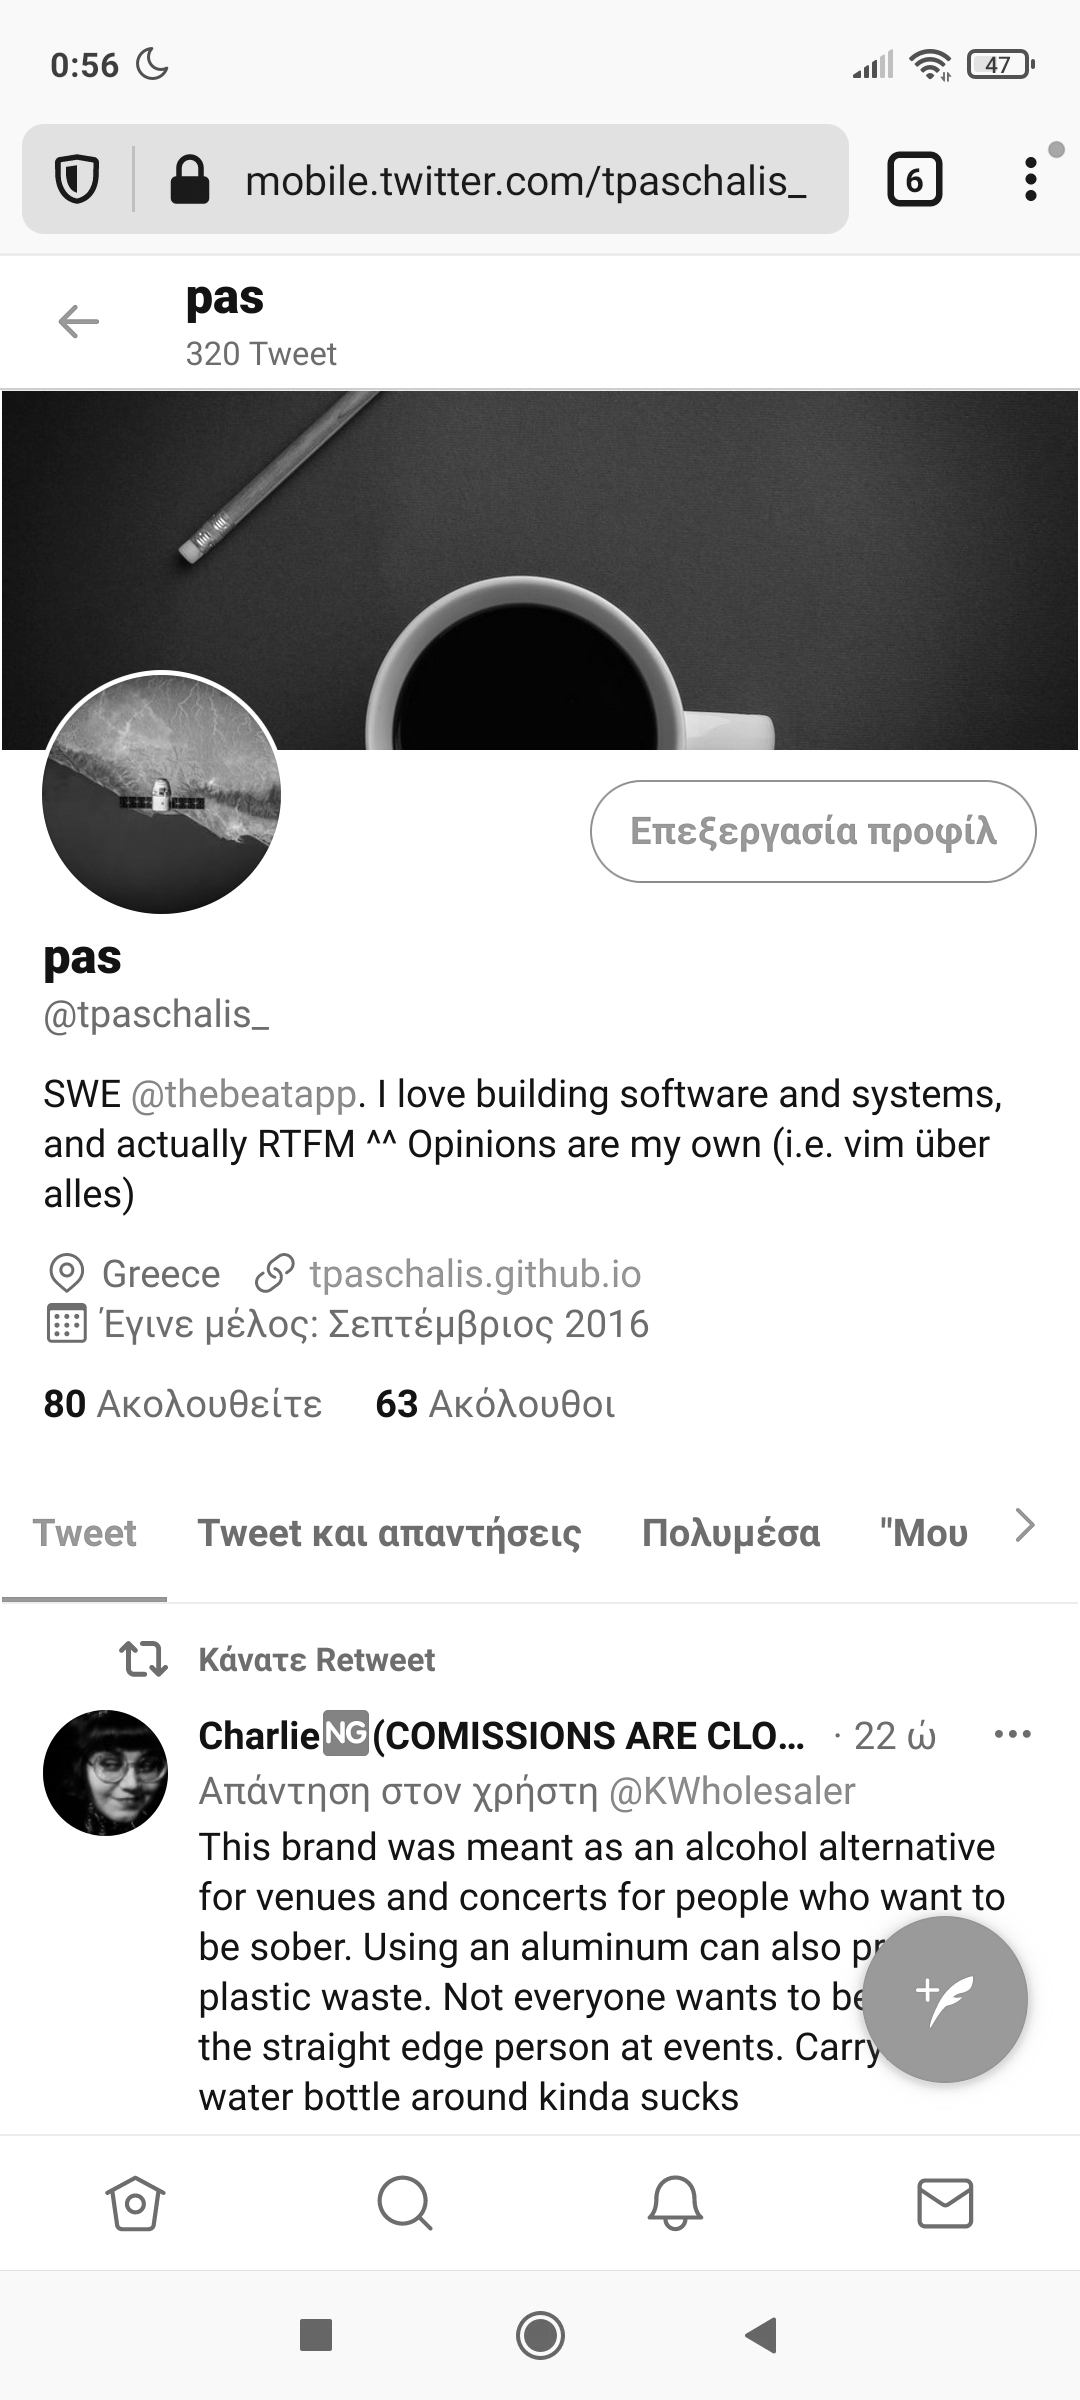 0:56
47
mobile.twitter.com/tpaschalis_
6
pas
320 Tweet
Επεξεργασία προφίλ
pas
@tpaschalis_
SWE @thebeatapp. I love building software and systems,
and actually RTFM ^^ Opinions are my own (i.e. vim über
alles)
Greece tpaschalis.github.io
Έγινε μέλος: Σεπτέμβριος 2016
80 Ακολουθείτε 63 Ακόλουθοι
Tweet Tweet και απαντήσεις Πολυμέσα "Μου
Κάνατε Retweet
Charlie NG (COMISSIONS ARE CLO... · 22 ώ
Απάντηση στον χρήστη @KWholesaler
This brand was meant as an alcohol alternative
for venues and concerts for people who want to
be sober. Using an aluminum can also
plastic waste. Not everyone wants to be
the straight edge person at events. Carry
water bottle around kinda sucks